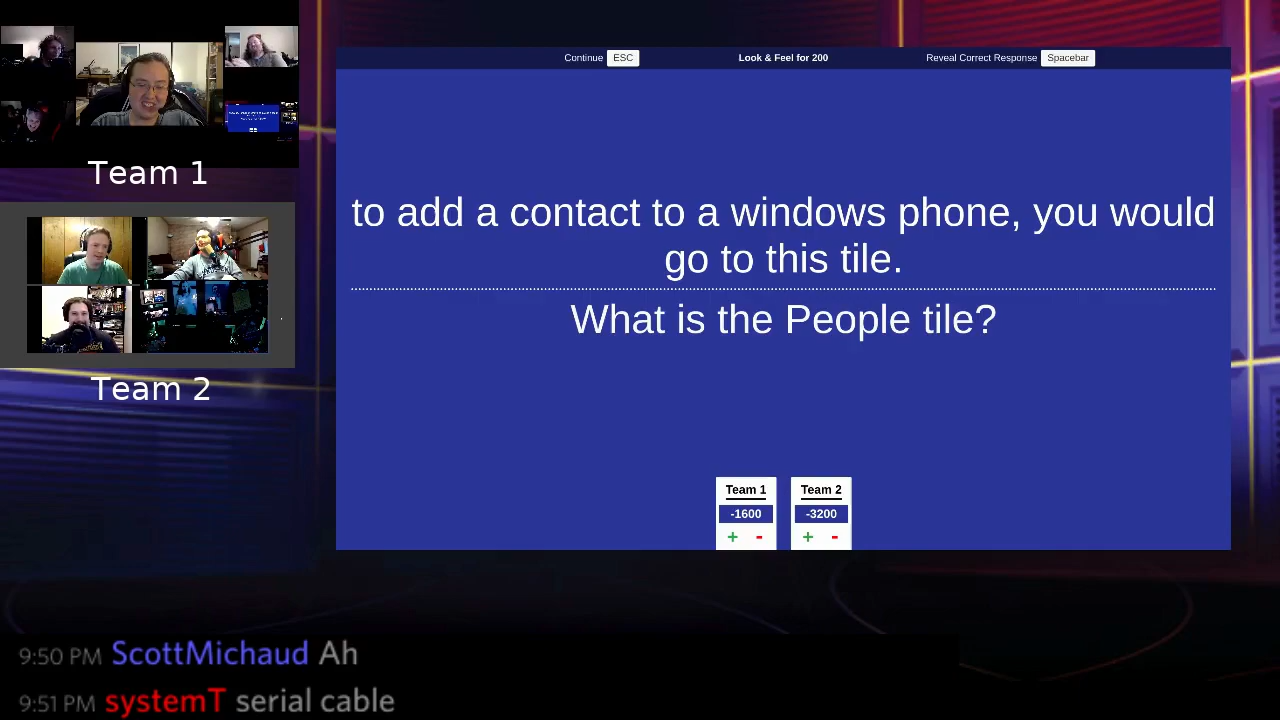 Continue ESC
Look & Feel for 200
Reveal Correct Response Spacebar
Team 1
to add a contact to a windows phone, you would
go to this tile.
What is the People tile?
Team 2
Team 1
Team 2
-1600
-3200
+ -
+ -
9:50 PM ScottMichaud Ah
9:51 PM systemT serial cable